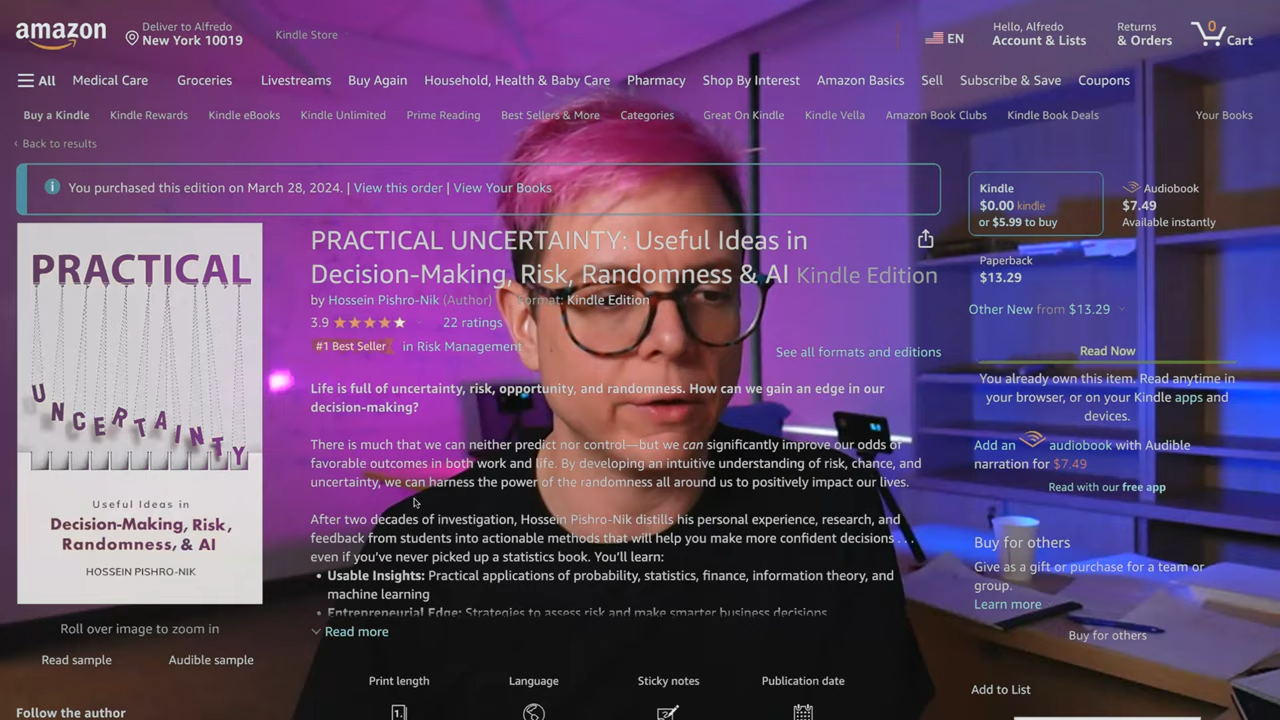 amazon
Deliver to Alfredo
New York 10019
Kindle Store
EN
Hello, Alfredo
Account & Lists
Returns
& Orders
0
Cart
All
Medical Care
Groceries
Livestreams
Buy Again
Household, Health & Baby Care
Pharmacy
Shop By Interest
Amazon Basics
Sell
Subscribe & Save
Coupons
Buy a Kindle
Kindle Rewards
Kindle eBooks
Kindle Unlimited
Prime Reading
Best Sellers & More
Categories
Great On Kindle
Kindle Vella
Amazon Book Clubs
Kindle Book Deals
Your Books
‹ Back to results
You purchased this edition on March 28, 2024. | View this order | View Your Books
PRACTICAL
UNCERTAINTY
Useful Ideas in
Decision-Making, Risk,
Randomness, & AI
HOSSEIN PISHRO-NIK
Roll over image to zoom in
Read sample
Audible sample
Follow the author
PRACTICAL UNCERTAINTY: Useful Ideas in
Decision-Making, Risk, Randomness & AI Kindle Edition
by Hossein Pishro-Nik (Author) Format: Kindle Edition
3.9
22 ratings
#1 Best Seller in Risk Management
See all formats and editions
Life is full of uncertainty, risk, opportunity, and randomness. How can we gain an edge in our
decision-making?
There is much that we can neither predict nor control—but we can significantly improve our odds of
favorable outcomes in both work and life. By developing an intuitive understanding of risk, chance, and
uncertainty, we can harness the power of the randomness all around us to positively impact our lives.
After two decades of investigation, Hossein Pishro-Nik distills his personal experience, research, and
feedback from students into actionable methods that will help you make more confident decisions . . .
even if you've never picked up a statistics book. You'll learn:
• Usable Insights: Practical applications of probability, statistics, finance, information theory, and
machine learning
• Entrepreneurial Edge: Strategies to assess risk and make smarter business decisions
Read more
Print length
Language
Sticky notes
Publication date
Kindle
$0.00 kindle
or $5.99 to buy
Audiobook
$7.49
Available instantly
Paperback
$13.29
Other New from $13.29
Read Now
You already own this item. Read anytime in
your browser, or on your Kindle apps and
devices.
Add an audiobook with Audible
narration for $7.49
Read with our free app
Buy for others
Give as a gift or purchase for a team or
group.
Learn more
Buy for others
Add to List